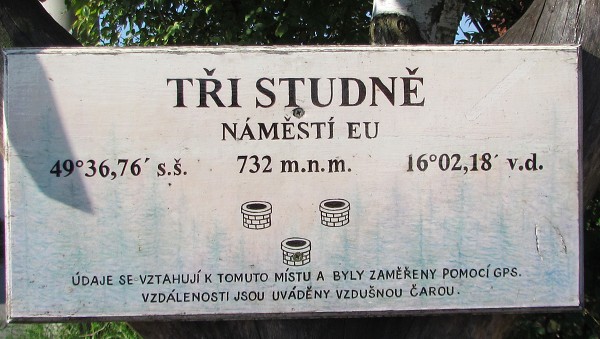 TŘI STUDNĚ
NÁMĚSTÍ EU
49°36,76´ s.š. 732 m.n.m. 16°02,18´ v.d.
ÚDAJE SE VZTAHUJÍ K TOMUTO MÍSTU A BYLY ZAMĚŘENY POMOCÍ GPS.
VZDÁLENOSTI JSOU UVÁDĚNY VZDUŠNOU ČAROU.